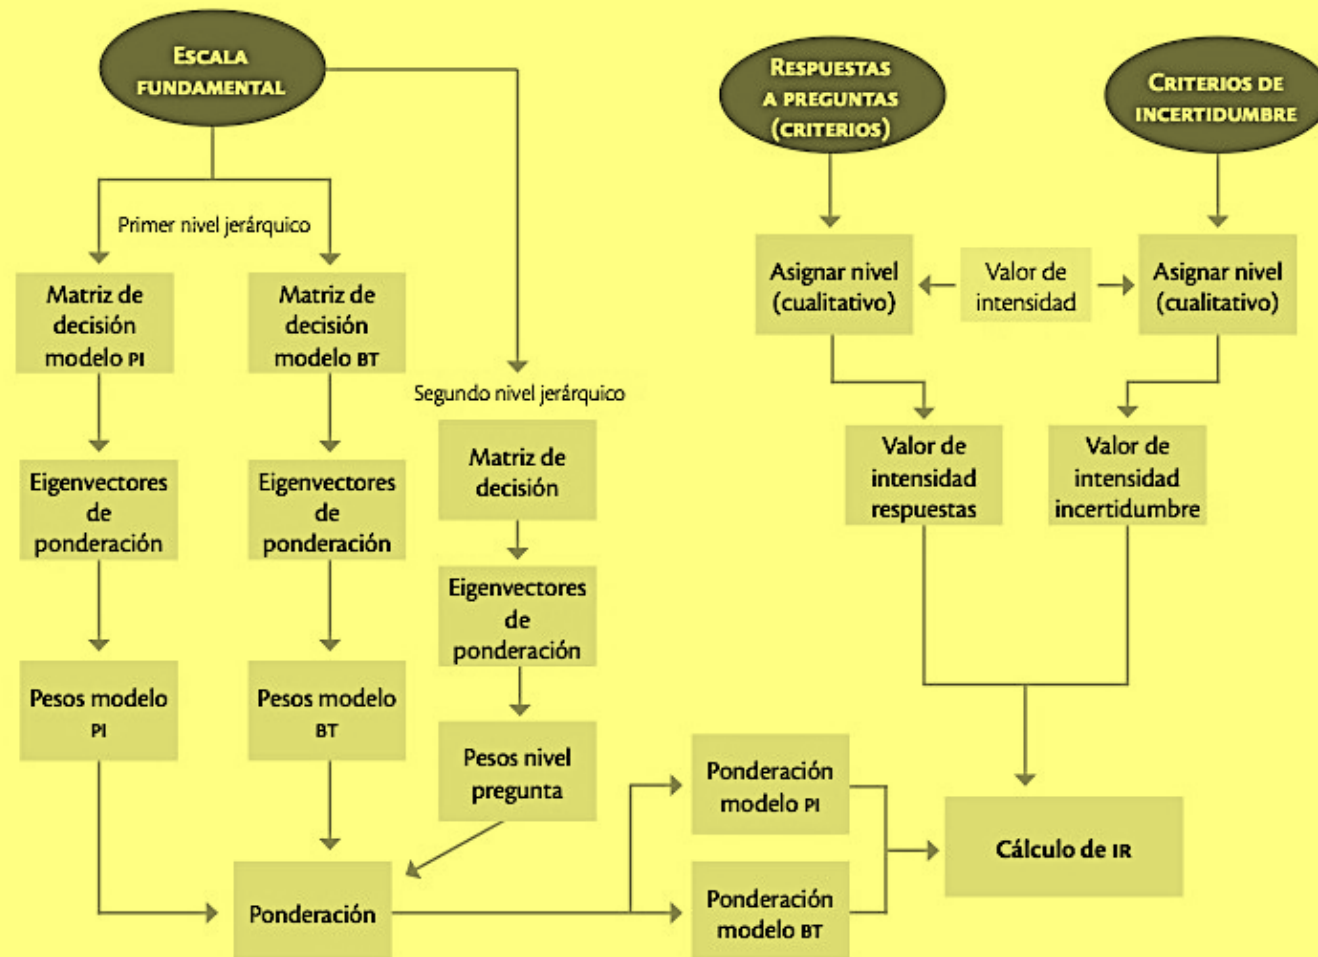 ESCALA
FUNDAMENTAL
Primer nivel jerárquico
Matriz de
decisión
modelo PI
Matriz de
decisión
modelo BT
Eigenvectores
de
ponderación
Eigenvectores
de
ponderación
Pesos modelo
PI
Pesos modelo
BT
Segundo nivel jerárquico
Matriz de
decisión
Eigenvectores
de
ponderación
Pesos nivel
pregunta
Ponderación
Ponderación
modelo PI
Ponderación
modelo BT
RESPUESTAS
A PREGUNTAS
(CRITERIOS)
CRITERIOS DE
INCERTIDUMBRE
Asignar nivel
(cualitativo)
Valor de
intensidad
Asignar nivel
(cualitativo)
Valor de
intensidad
respuestas
Valor de
intensidad
incertidumbre
Cálculo de IR